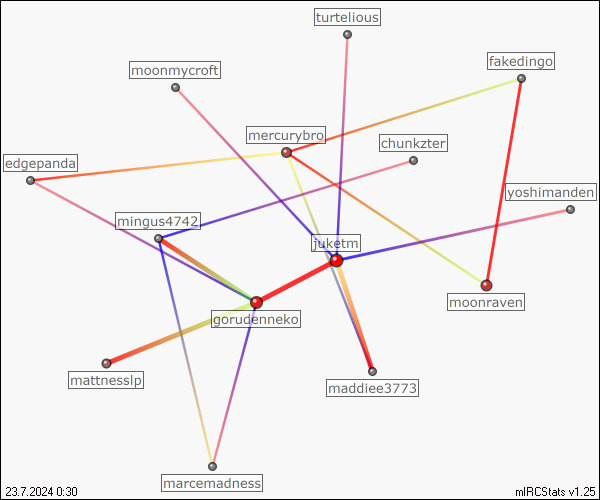 turtelious
fakedingo
moonmycroft
mercurybro
chunkzter
edgepanda
yoshimanden
mingus4742
juketm
moonraven
gorudenneko
mattnesslp
maddiee3773
marcemadness
23.7.2024 0:30
mIRCStats v1.25